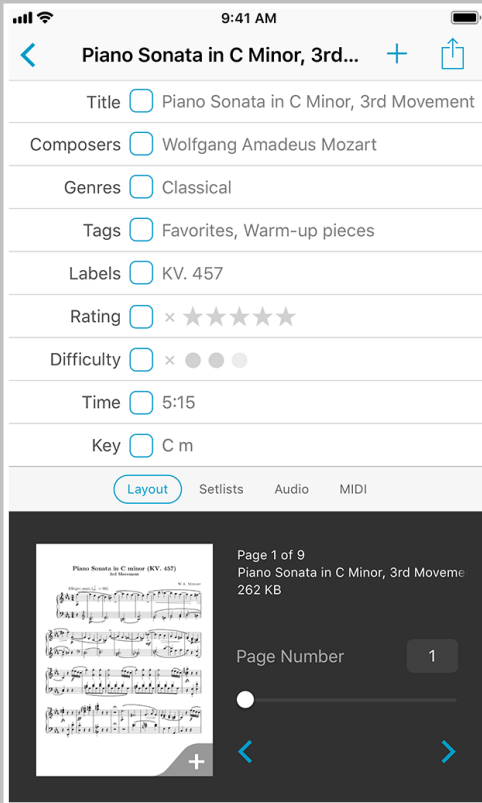 9:41 AM
Piano Sonata in C Minor, 3rd...
Title Piano Sonata in C Minor, 3rd Movement
Composers Wolfgang Amadeus Mozart
Genres Classical
Tags Favorites, Warm-up pieces
Labels KV. 457
Rating × ★★★★★
Difficulty ×
Time 5:15
Key C m
Layout Setlists Audio MIDI
Page 1 of 9
Piano Sonata in C Minor, 3rd Moveme
262 KB
Piano Sonata in C minor (KV. 457)
3rd Movement
W. A. Mozart
Allegro assai
Page Number 1